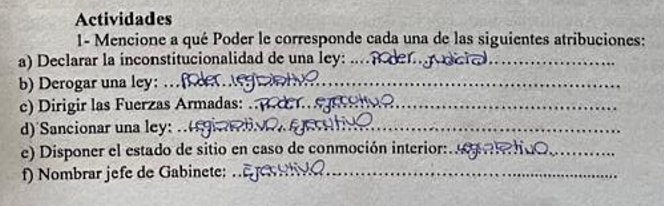 Actividades
1- Mencione a qué Poder le corresponde cada una de las siguientes atribuciones:
a) Declarar la inconstitucionalidad de una ley: ....Poder..Judicial..............................
b) Derogar una ley: ...Poder legislativo..............................
c) Dirigir las Fuerzas Armadas: ..Poder..ejecutivo..............................
d) Sancionar una ley: ..legislativo. Ejecutivo..............................
e) Disponer el estado de sitio en caso de conmoción interior:..legislativo..............
f) Nombrar jefe de Gabinete: ..Ejecutivo..............................